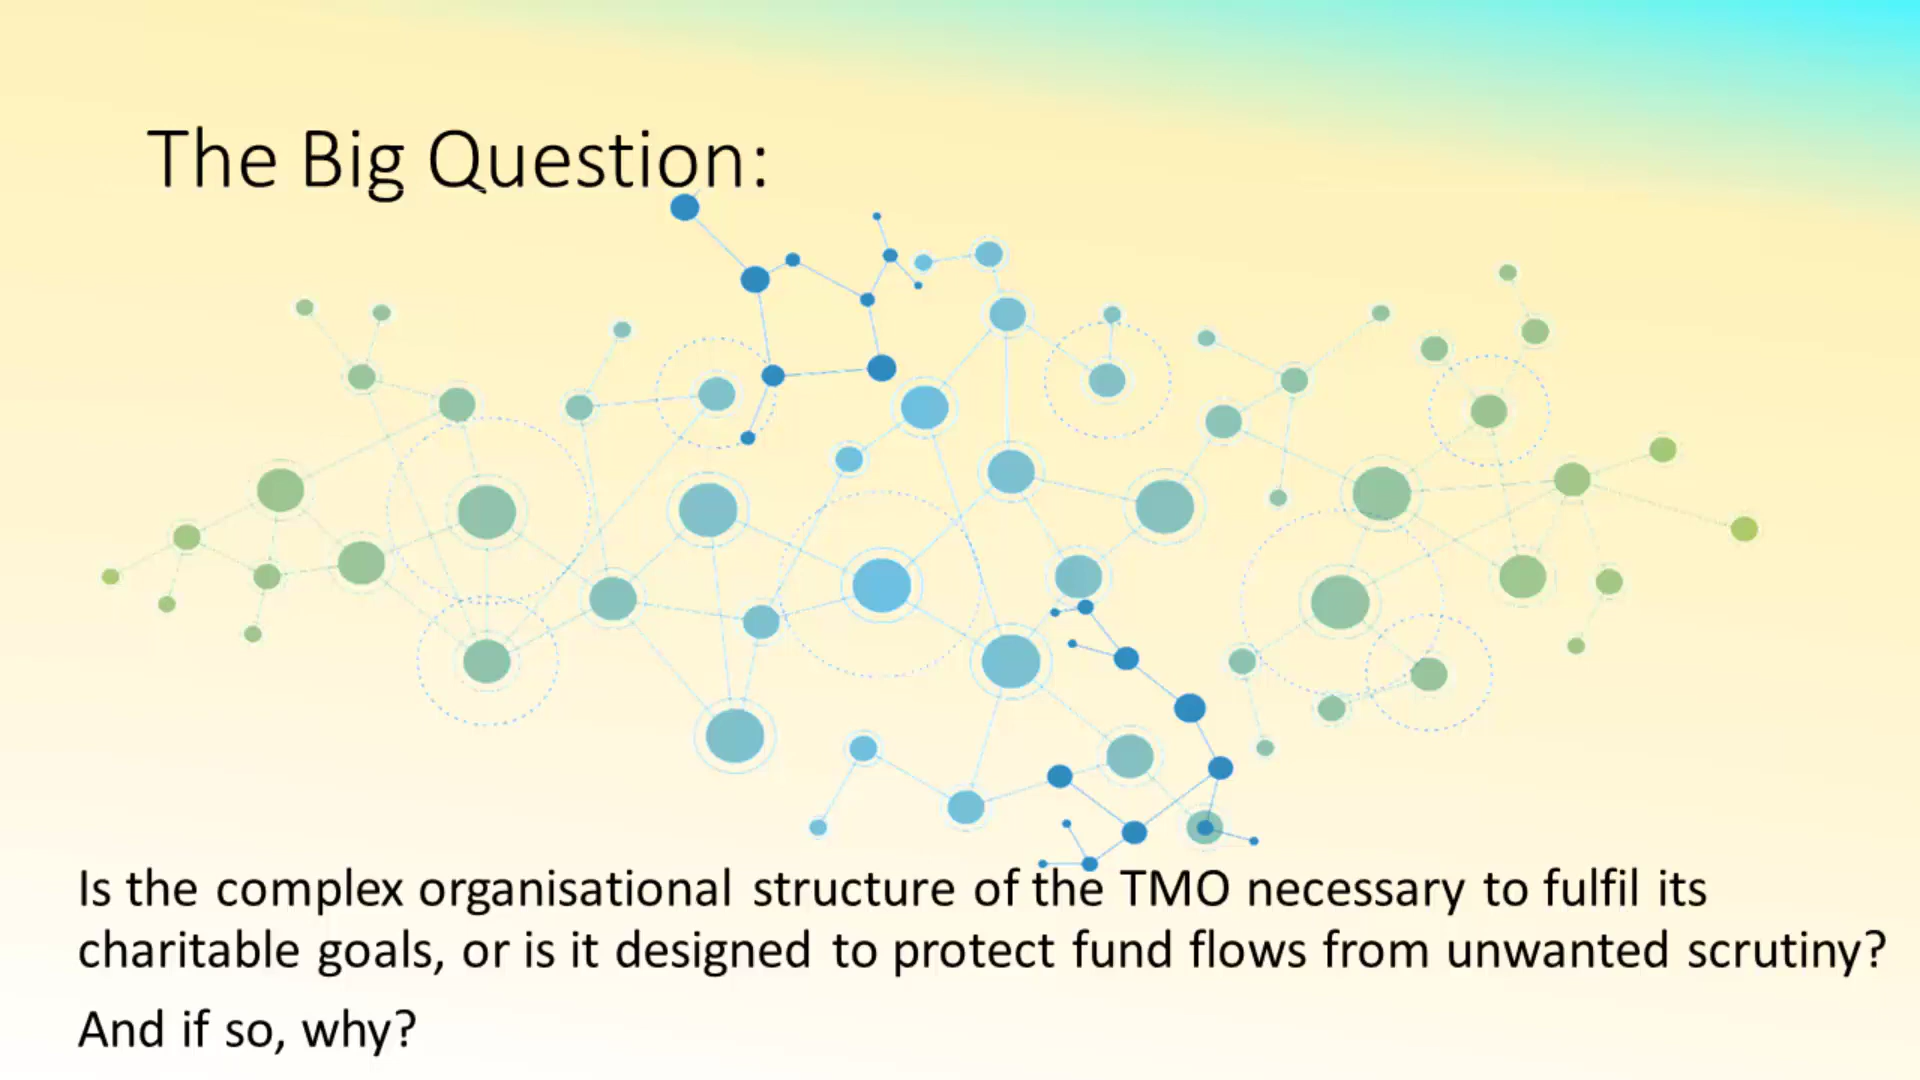 The Big Question:
Is the complex organisational structure of the TMO necessary to fulfil its
charitable goals, or is it designed to protect fund flows from unwanted scrutiny?
And if so, why?